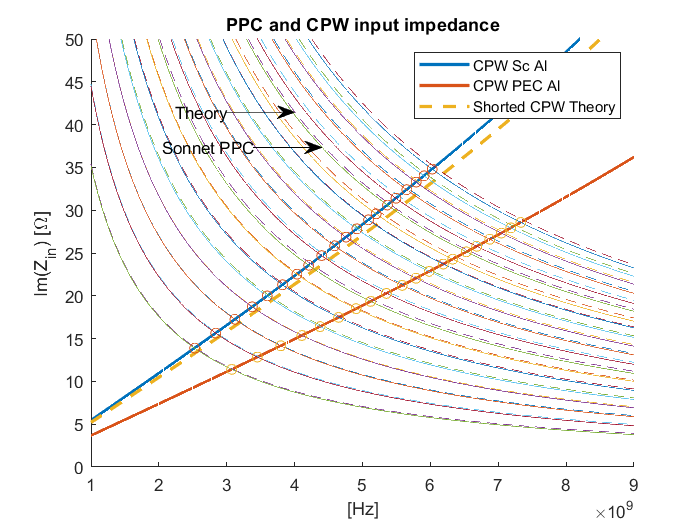 PPC and CPW input impedance
50
45
40
35
30
25
20
15
10
5
0
Im(Z_in) [Ω]
CPW Sc Al
CPW PEC Al
Shorted CPW Theory
Theory
Sonnet PPC
1 2 3 4 5 6 7 8 9
[Hz]
×10^9